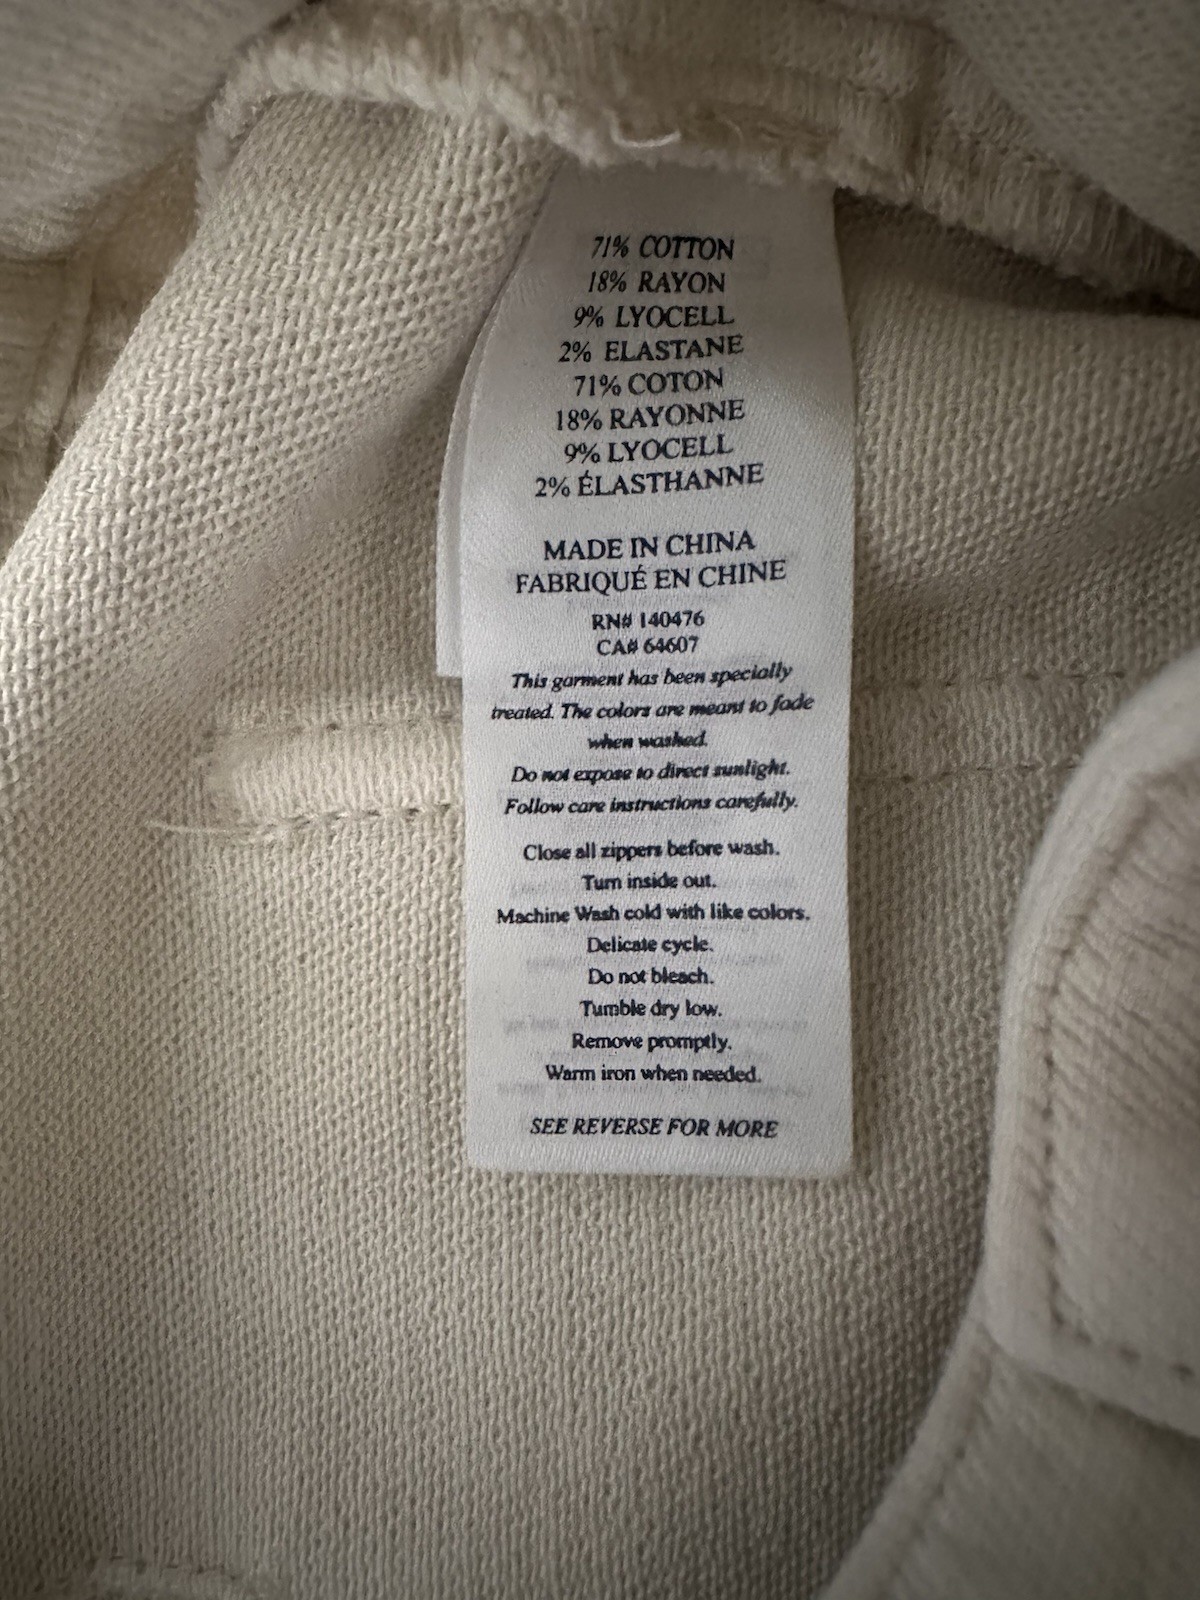 71% COTTON
18% RAYON
9% LYOCELL
2% ELASTANE
71% COTON
18% RAYONNE
9% LYOCELL
2% ÉLASTHANNE
MADE IN CHINA
FABRIQUÉ EN CHINE
RN# 140476
CA# 64607
This garment has been specially
treated. The colors are meant to fade
when washed.
Do not expose to direct sunlight.
Follow care instructions carefully.
Close all zippers before wash.
Turn inside out.
Machine Wash cold with like colors.
Delicate cycle.
Do not bleach.
Tumble dry low.
Remove promptly.
Warm iron when needed.
SEE REVERSE FOR MORE